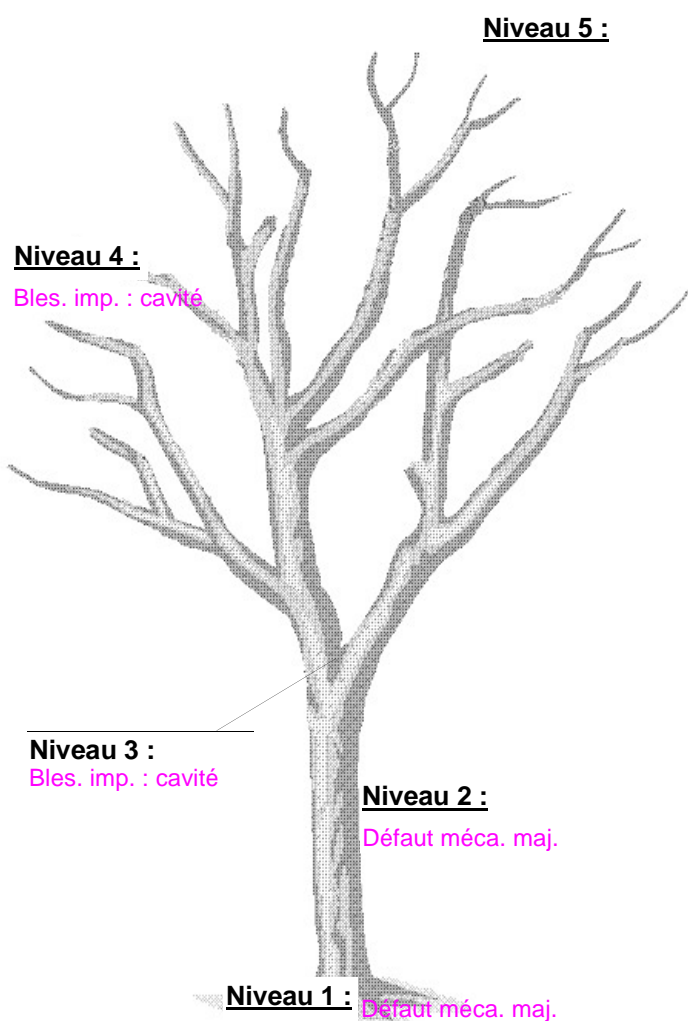 Niveau 5 :
Niveau 4 :
Bles. imp. : cavité
Niveau 3 :
Bles. imp. : cavité
Niveau 2 :
Défaut méca. maj.
Niveau 1 :
Défaut méca. maj.